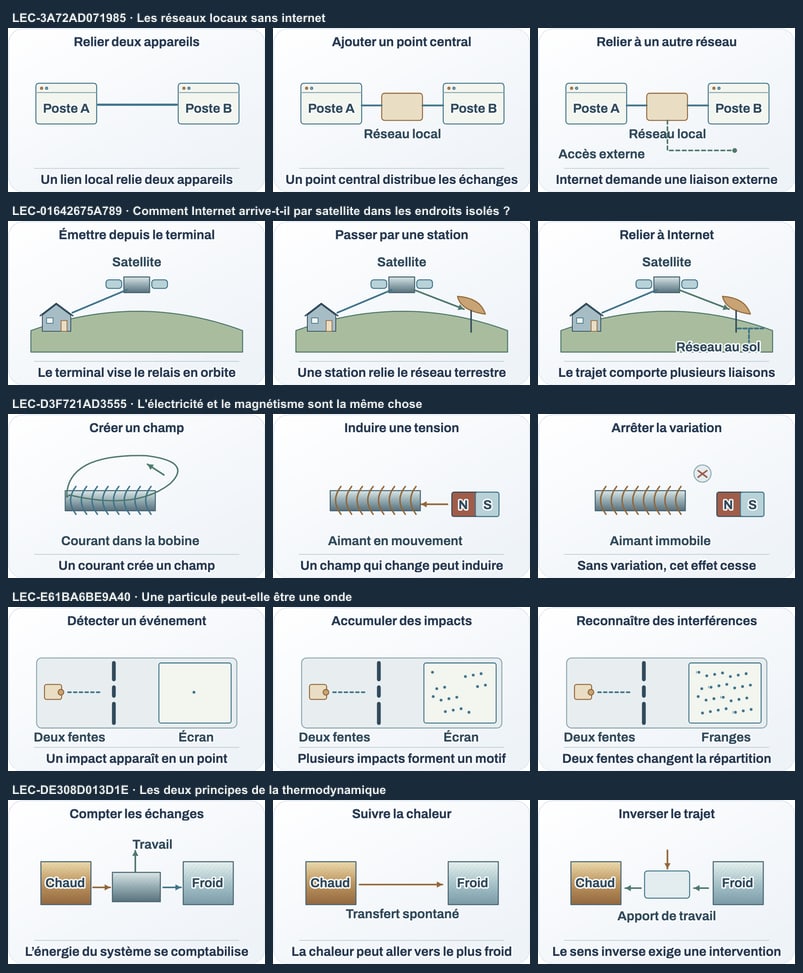 LEC-3A72AD071985 · Les réseaux locaux sans internet
Relier deux appareils
Poste A
Poste B
Un lien local relie deux appareils
Ajouter un point central
Poste A
Poste B
Réseau local
Un point central distribue les échanges
Relier à un autre réseau
Poste A
Poste B
Réseau local
Accès externe
Internet demande une liaison externe
LEC-01642675A789 · Comment Internet arrive-t-il par satellite dans les endroits isolés ?
Émettre depuis le terminal
Satellite
Le terminal vise le relais en orbite
Passer par une station
Satellite
Une station relie le réseau terrestre
Relier à Internet
Satellite
Réseau au sol
Le trajet comporte plusieurs liaisons
LEC-D3F721AD3555 · L'électricité et le magnétisme sont la même chose
Créer un champ
Courant dans la bobine
Un courant crée un champ
Induire une tension
N S
Aimant en mouvement
Un champ qui change peut induire
Arrêter la variation
N S
Aimant immobile
Sans variation, cet effet cesse
LEC-E61BA6BE9A40 · Une particule peut-elle être une onde
Détecter un événement
Deux fentes
Écran
Un impact apparaît en un point
Accumuler des impacts
Deux fentes
Écran
Plusieurs impacts forment un motif
Reconnaître des interférences
Deux fentes
Franges
Deux fentes changent la répartition
LEC-DE308D013D1E · Les deux principes de la thermodynamique
Compter les échanges
Travail
Chaud
Froid
L'énergie du système se comptabilise
Suivre la chaleur
Chaud
Froid
Transfert spontané
La chaleur peut aller vers le plus froid
Inverser le trajet
Chaud
Froid
Apport de travail
Le sens inverse exige une intervention